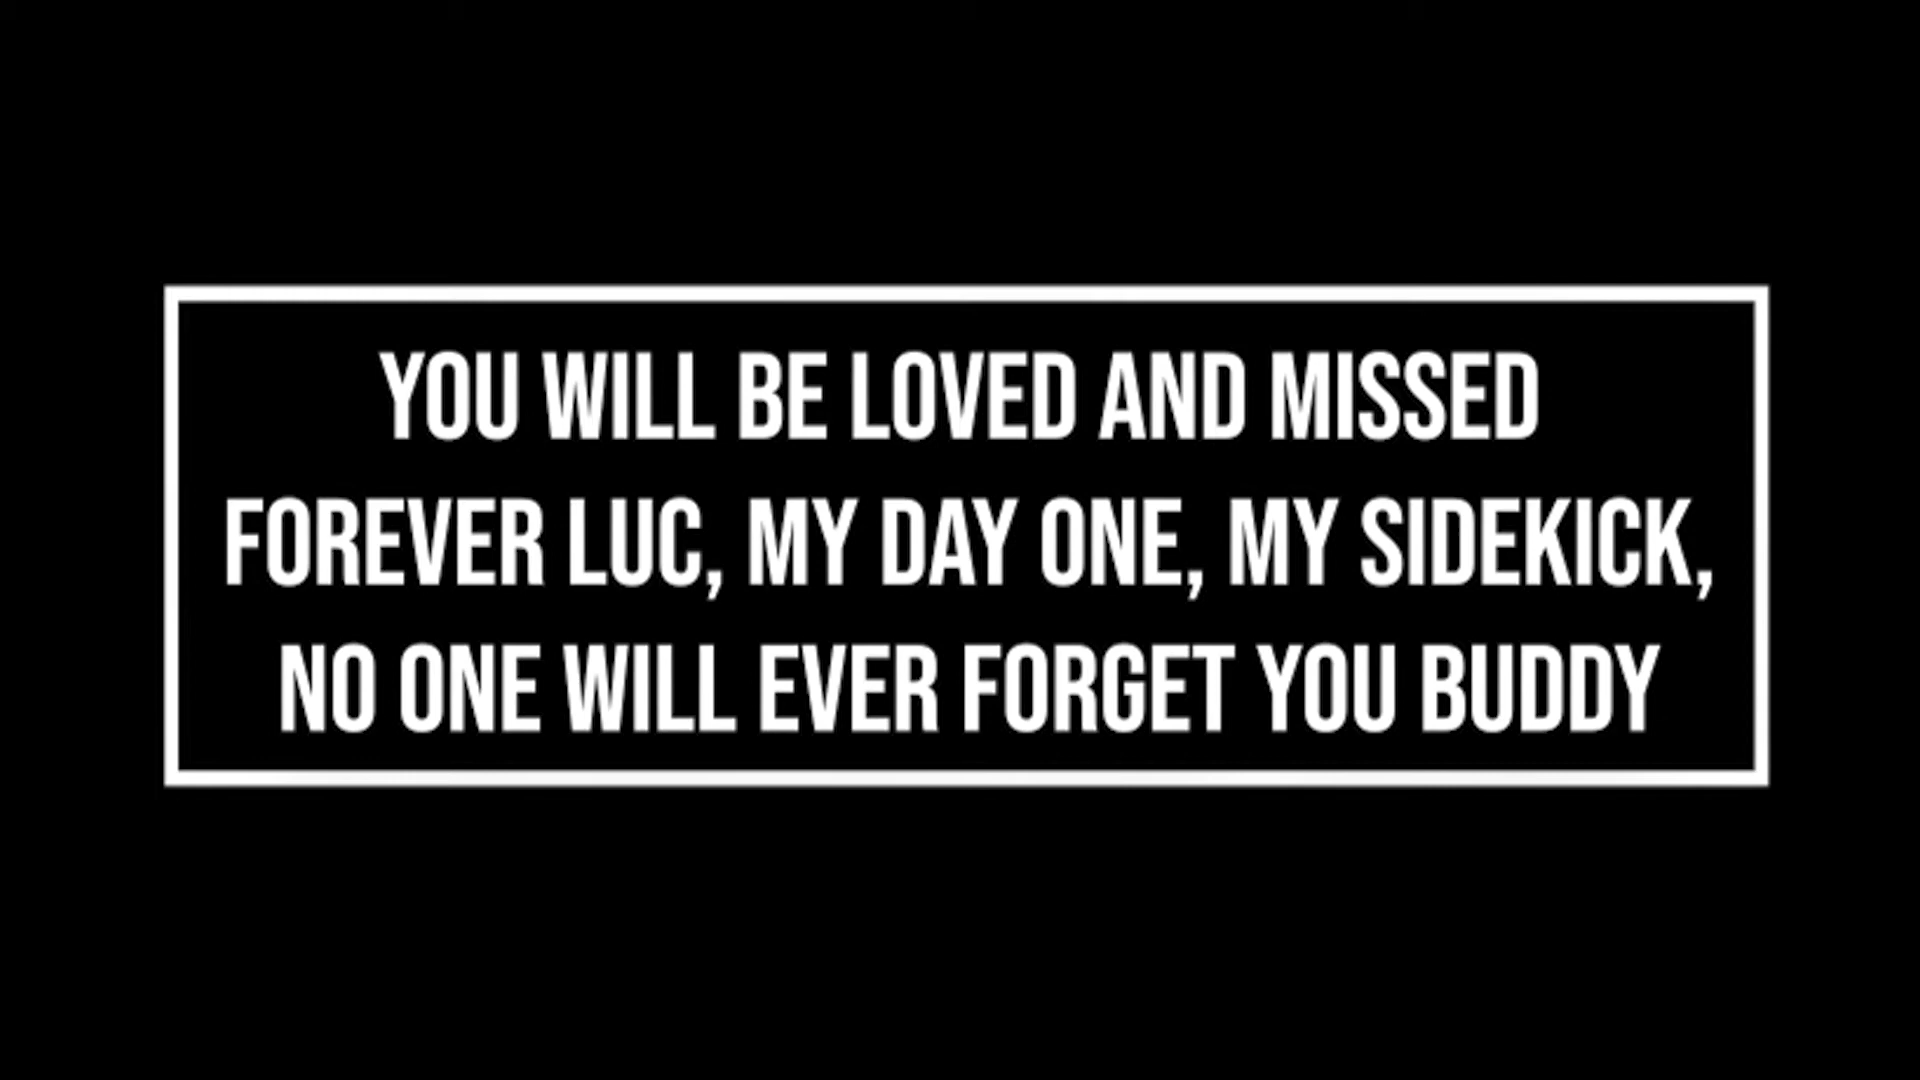 YOU WILL BE LOVED AND MISSED
FOREVER LUC, MY DAY ONE, MY SIDEKICK,
NO ONE WILL EVER FORGET YOU BUDDY